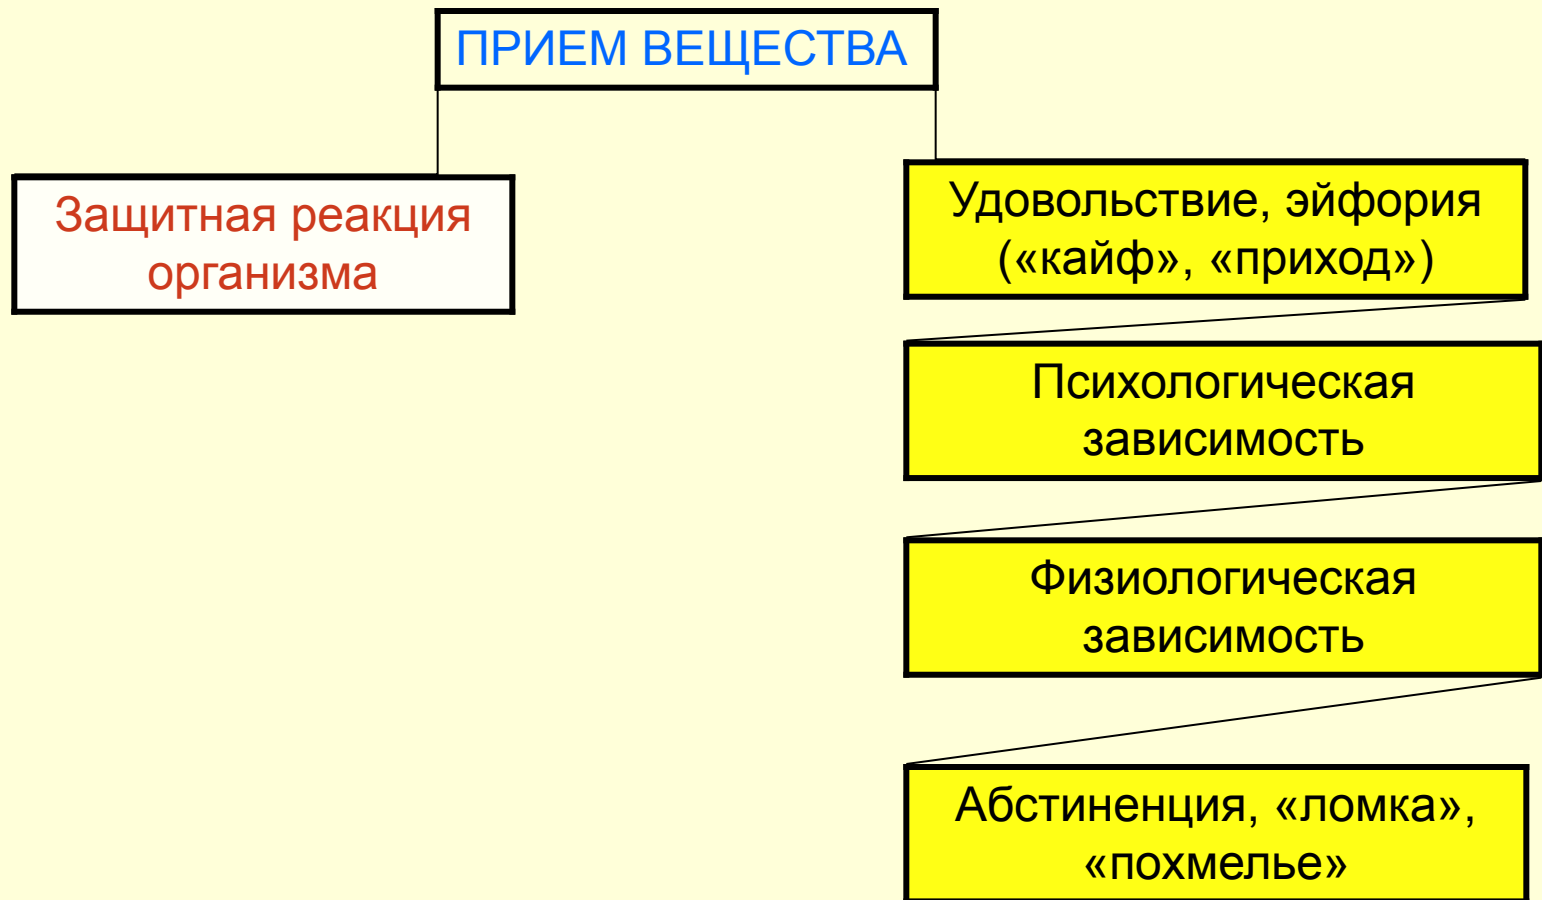 ПРИЕМ ВЕЩЕСТВА
Защитная реакция
организма
Удовольствие, эйфория
(«кайф», «приход»)
Психологическая
зависимость
Физиологическая
зависимость
Абстиненция, «ломка»,
«похмелье»